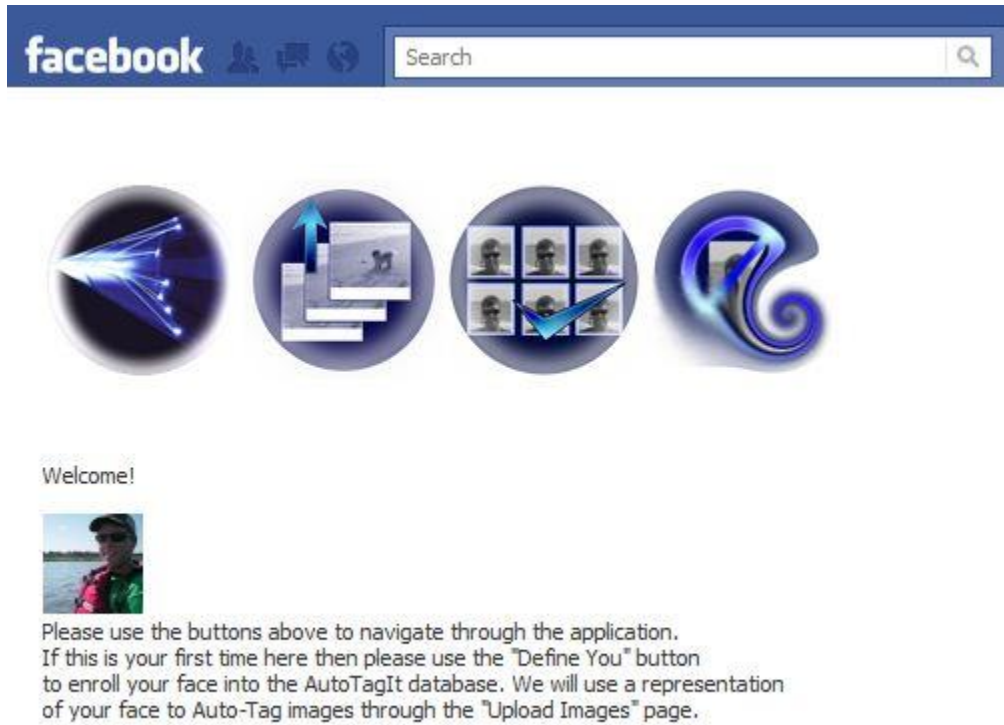 facebook
Search
Welcome!
Please use the buttons above to navigate through the application.
If this is your first time here then please use the "Define You" button
to enroll your face into the AutoTagIt database. We will use a representation
of your face to Auto-Tag images through the "Upload Images" page.